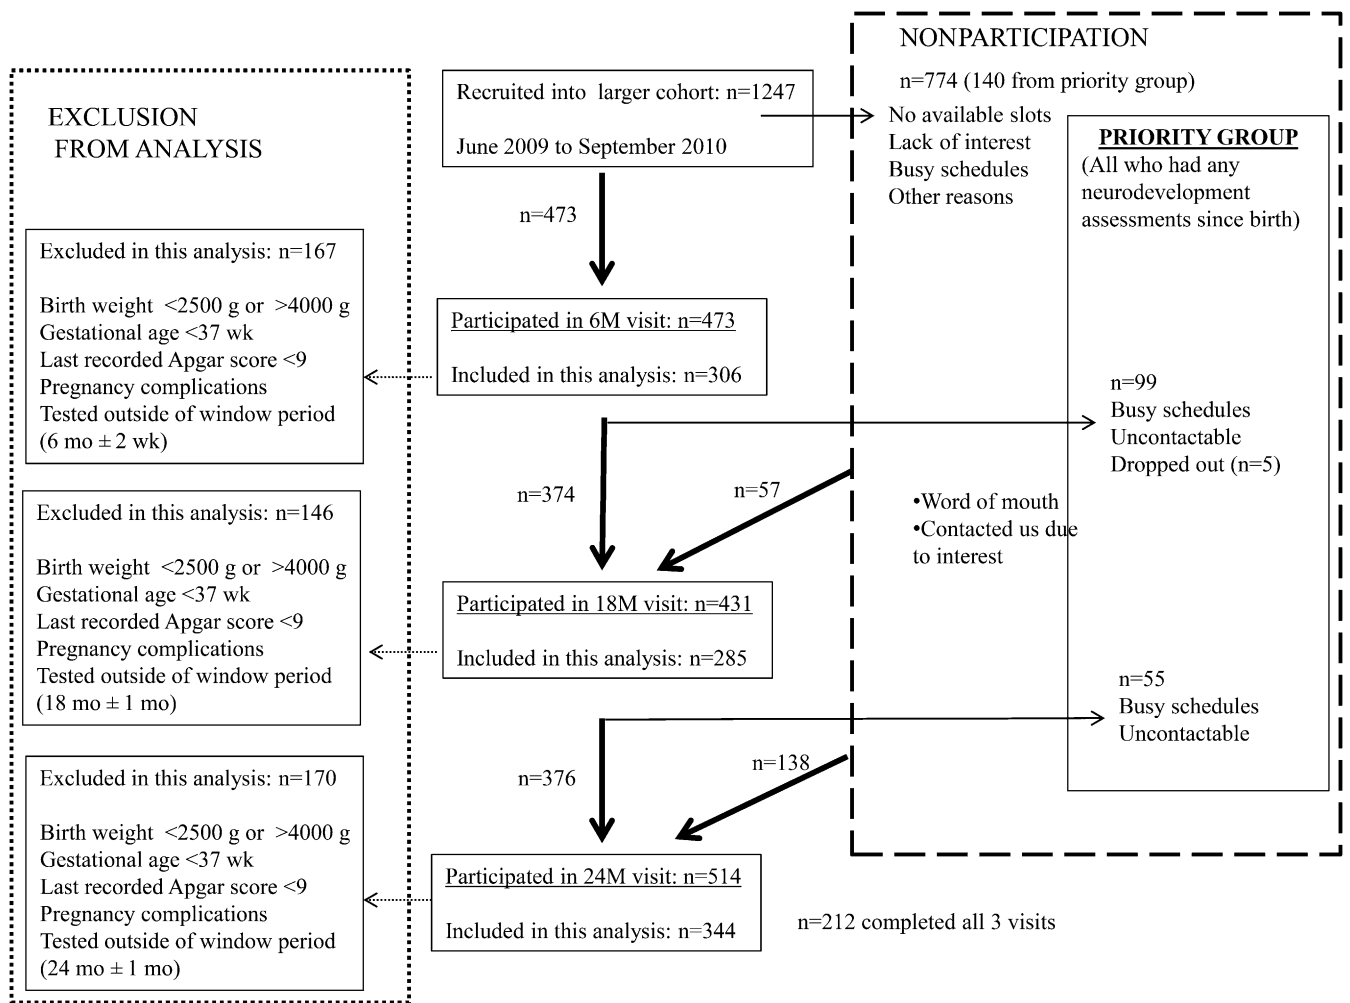 NONPARTICIPATION
n=774 (140 from priority group)
No available slots
Lack of interest
Busy schedules
Other reasons
PRIORITY GROUP
(All who had any
neurodevelopment
assessments since birth)
n=99
Busy schedules
Uncontactable
Dropped out (n=5)
•Word of mouth
•Contacted us due
to interest
n=55
Busy schedules
Uncontactable
Recruited into larger cohort: n=1247
June 2009 to September 2010
n=473
Participated in 6M visit: n=473
Included in this analysis: n=306
n=374
n=57
Participated in 18M visit: n=431
Included in this analysis: n=285
n=376
n=138
Participated in 24M visit: n=514
Included in this analysis: n=344
n=212 completed all 3 visits
EXCLUSION
FROM ANALYSIS
Excluded in this analysis: n=167
Birth weight <2500 g or >4000 g
Gestational age <37 wk
Last recorded Apgar score <9
Pregnancy complications
Tested outside of window period
(6 mo ± 2 wk)
Excluded in this analysis: n=146
Birth weight <2500 g or >4000 g
Gestational age <37 wk
Last recorded Apgar score <9
Pregnancy complications
Tested outside of window period
(18 mo ± 1 mo)
Excluded in this analysis: n=170
Birth weight <2500 g or >4000 g
Gestational age <37 wk
Last recorded Apgar score <9
Pregnancy complications
Tested outside of window period
(24 mo ± 1 mo)